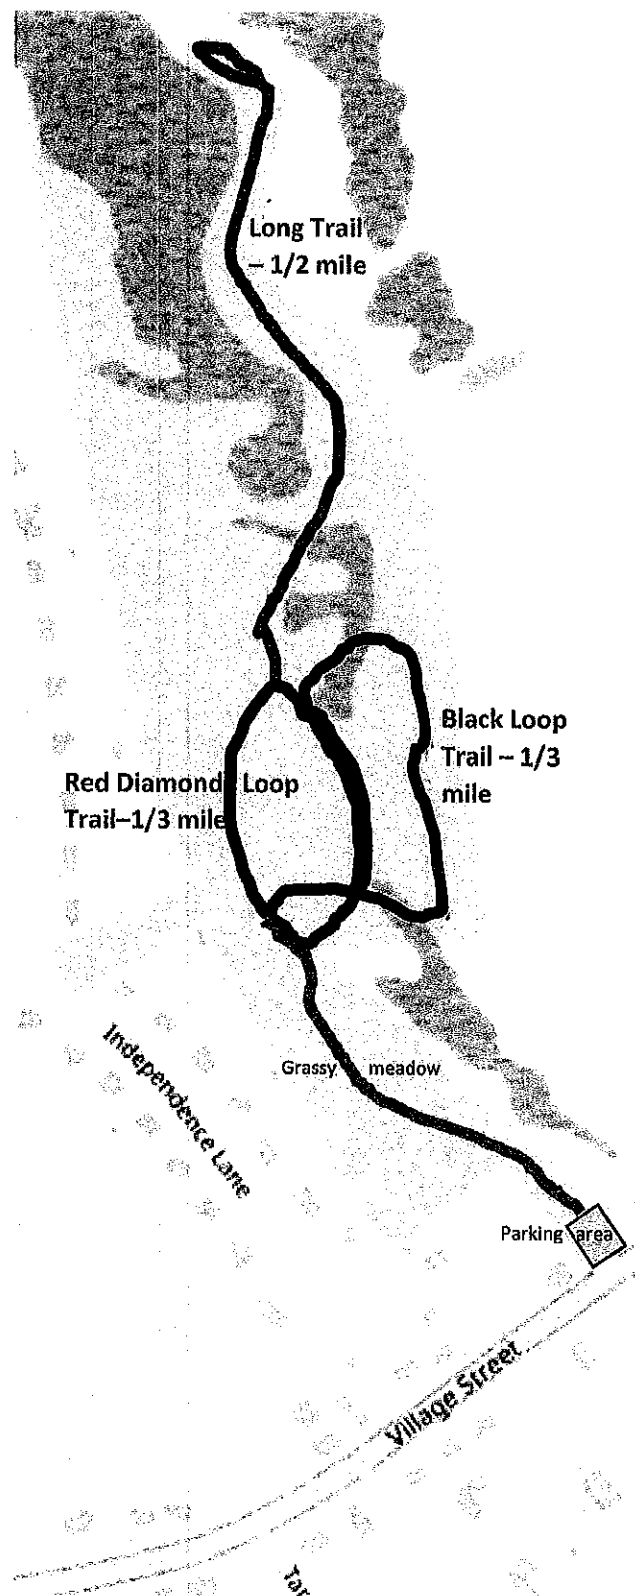 Long Trail
– 1/2 mile
Black Loop
Trail – 1/3
mile
Red Diamond Loop
Trail–1/3 mile
Grassy meadow
Independence Lane
Parking area
Village Street